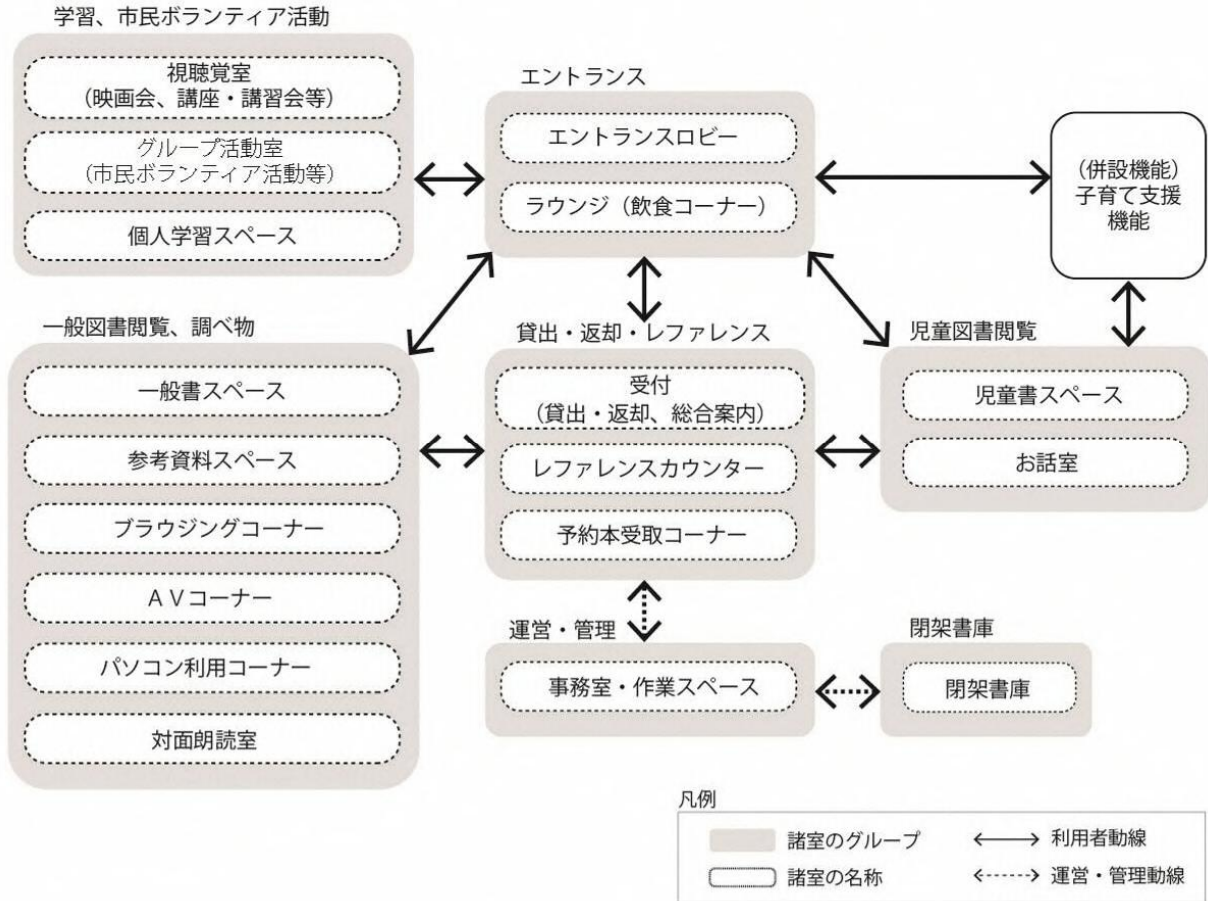 学習、市民ボランティア活動
視聴覚室
（映画会、講座・講習会等）
グループ活動室
（市民ボランティア活動等）
個人学習スペース
エントランス
エントランスロビー
ラウンジ（飲食コーナー）
（併設機能）
子育て支援
機能
一般図書閲覧、調べ物
一般書スペース
参考資料スペース
ブラウジングコーナー
ＡＶコーナー
パソコン利用コーナー
対面朗読室
貸出・返却・レファレンス
受付
（貸出・返却、総合案内）
レファレンスカウンター
予約本受取コーナー
児童図書閲覧
児童書スペース
お話室
運営・管理
事務室・作業スペース
閉架書庫
閉架書庫
凡例
諸室のグループ
利用者動線
諸室の名称
運営・管理動線